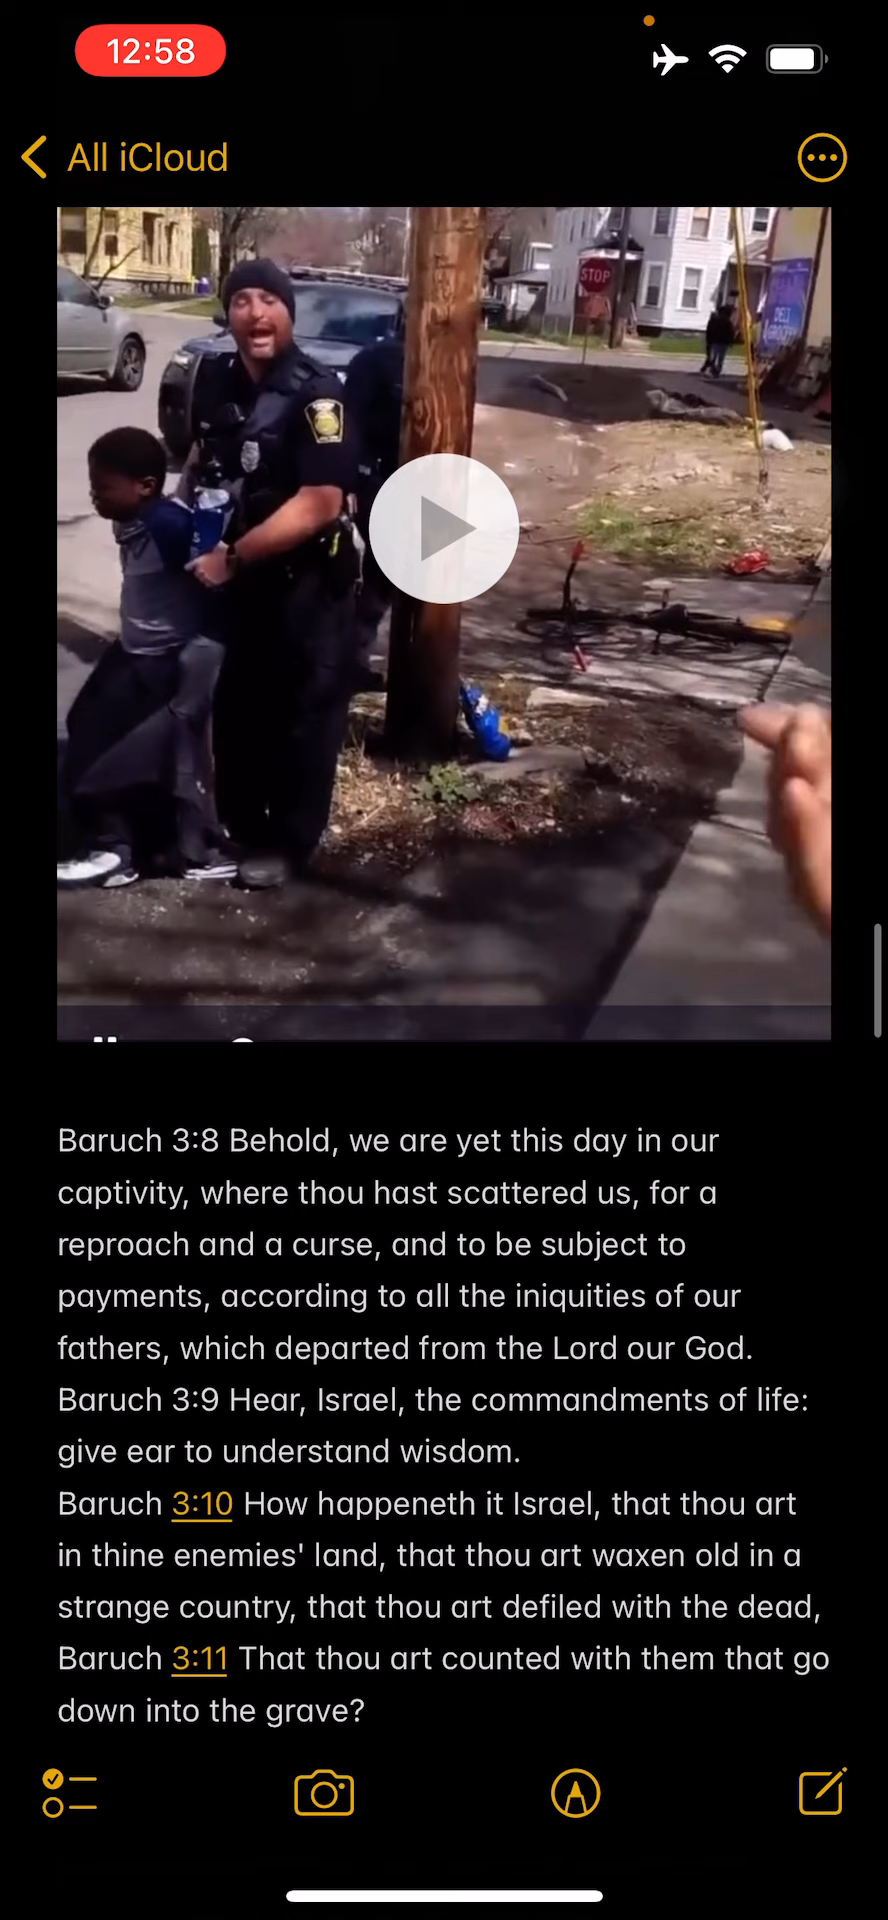 12:58
All iCloud
STOP
DELI
GROCERY
Baruch 3:8 Behold, we are yet this day in our
captivity, where thou hast scattered us, for a
reproach and a curse, and to be subject to
payments, according to all the iniquities of our
fathers, which departed from the Lord our God.
Baruch 3:9 Hear, Israel, the commandments of life:
give ear to understand wisdom.
Baruch 3:10 How happeneth it Israel, that thou art
in thine enemies' land, that thou art waxen old in a
strange country, that thou art defiled with the dead,
Baruch 3:11 That thou art counted with them that go
down into the grave?